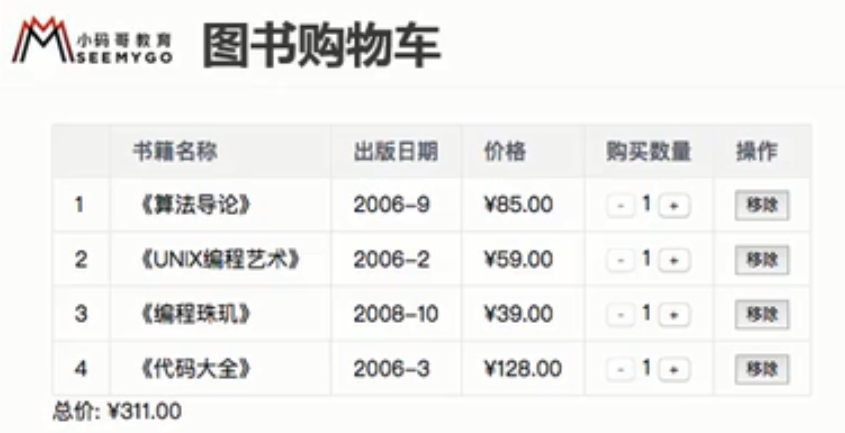 小码哥教育
SEEMYGO
图书购物车
书籍名称 出版日期 价格 购买数量 操作
1 《算法导论》 2006-9 ¥85.00 - 1 + 移除
2 《UNIX编程艺术》 2006-2 ¥59.00 - 1 + 移除
3 《编程珠玑》 2008-10 ¥39.00 - 1 + 移除
4 《代码大全》 2006-3 ¥128.00 - 1 + 移除
总价: ¥311.00